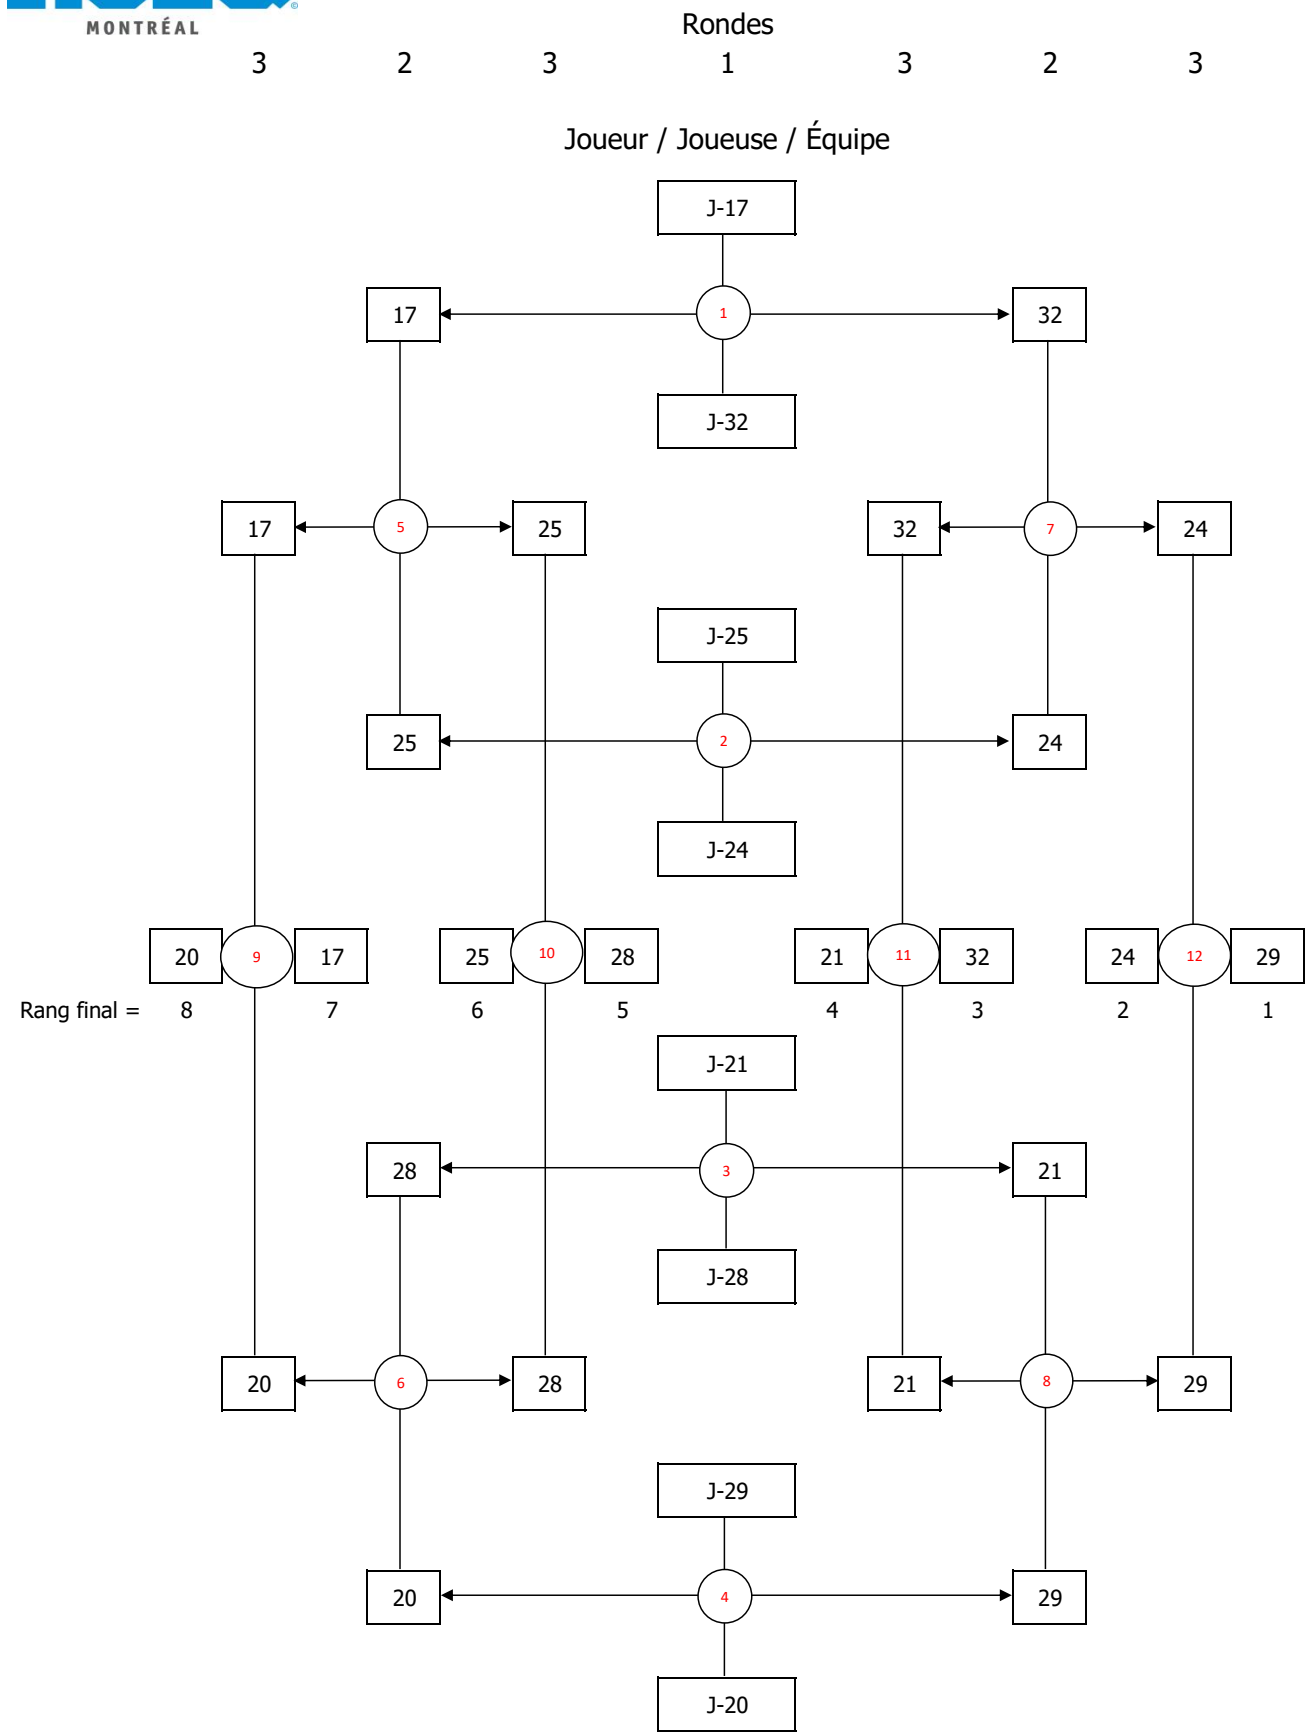 MONTRÉAL
Rondes
3 2 3 1 3 2 3
Joueur / Joueuse / Équipe
J-17
17 1 32
J-32
17 5 25 32 7 24
J-25
25 2 24
J-24
20 9 17 25 10 28 21 11 32 24 12 29
Rang final = 8 7 6 5 4 3 2 1
J-21
28 3 21
J-28
20 6 28 21 8 29
J-29
20 4 29
J-20